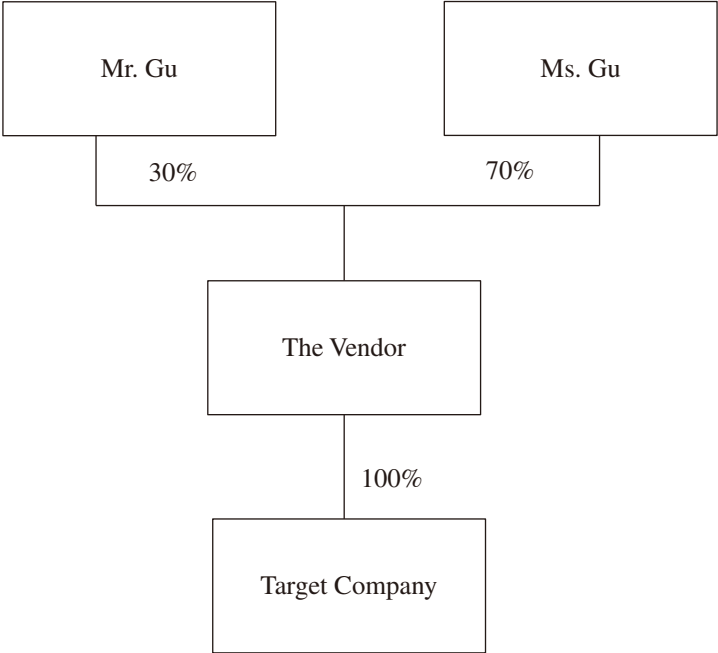 Mr. Gu
Ms. Gu
30%
70%
The Vendor
100%
Target Company